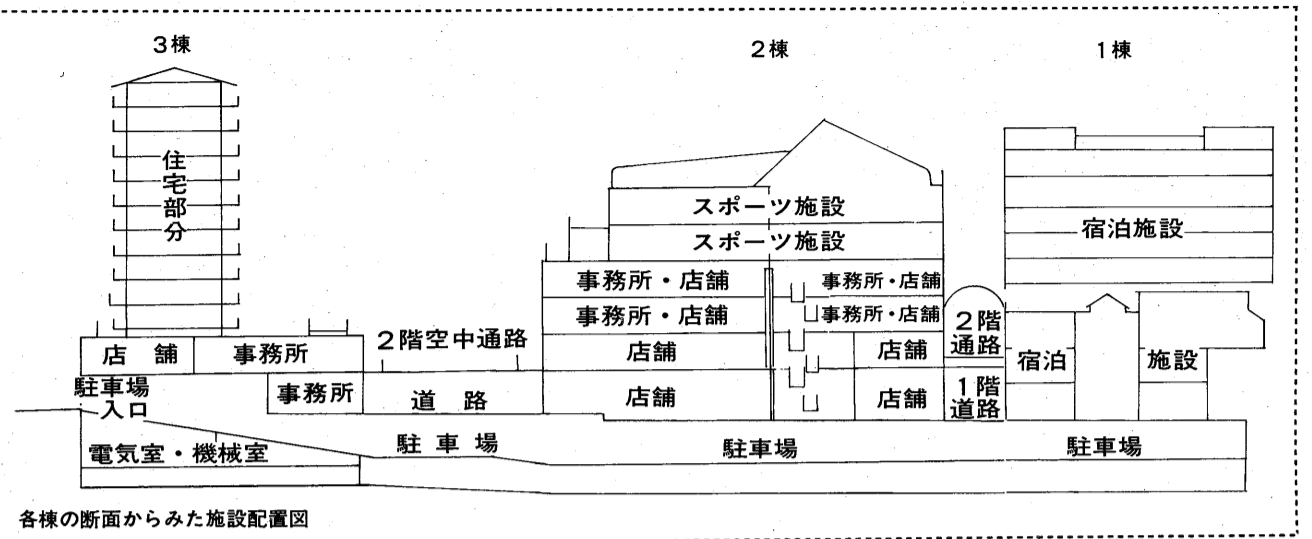 3棟
2棟
1棟
住宅部分
スポーツ施設
スポーツ施設
宿泊施設
事務所・店舗
事務所・店舗
事務所・店舗
事務所・店舗
2階空中通路
店舗
事務所
店舗
店舗
2階
通路
宿泊
施設
駐車場
入口
事務所
道路
店舗
店舗
1階
道路
電気室・機械室
駐車場
駐車場
駐車場
各棟の断面からみた施設配置図